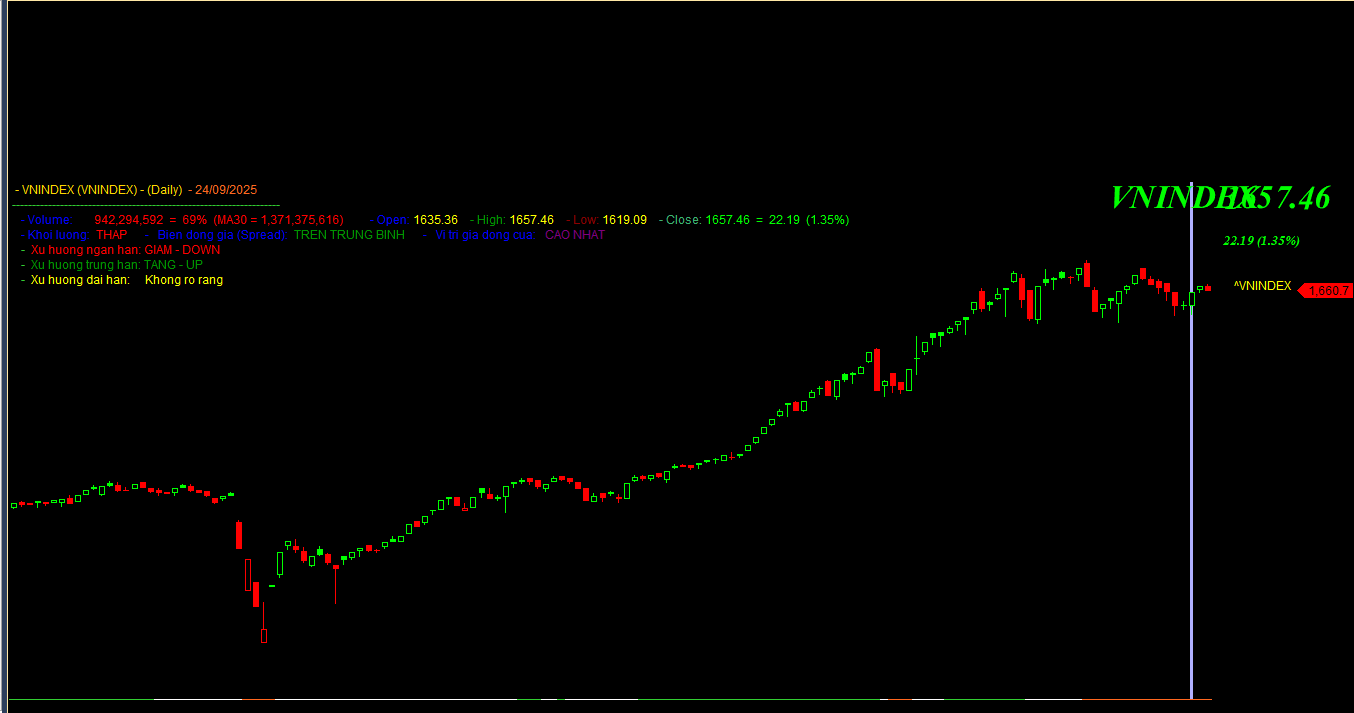 - VNINDEX (VNINDEX) - (Daily) - 24/09/2025
- Volume: 942,294,592 = 69% (MA30 = 1,371,375,616) - Open: 1635.36 - High: 1657.46 - Low: 1619.09 - Close: 1657.46 = 22.19 (1.35%)
- Khoi luong: THAP - Bien dong gia (Spread): TREN TRUNG BINH - Vi tri gia dong cua: CAO NHAT
- Xu huong ngan han: GIAM - DOWN
- Xu huong trung han: TANG - UP
- Xu huong dai han: Khong ro rang
VNINDEX 1657.46
22.19 (1.35%)
^VNINDEX
1,660.7